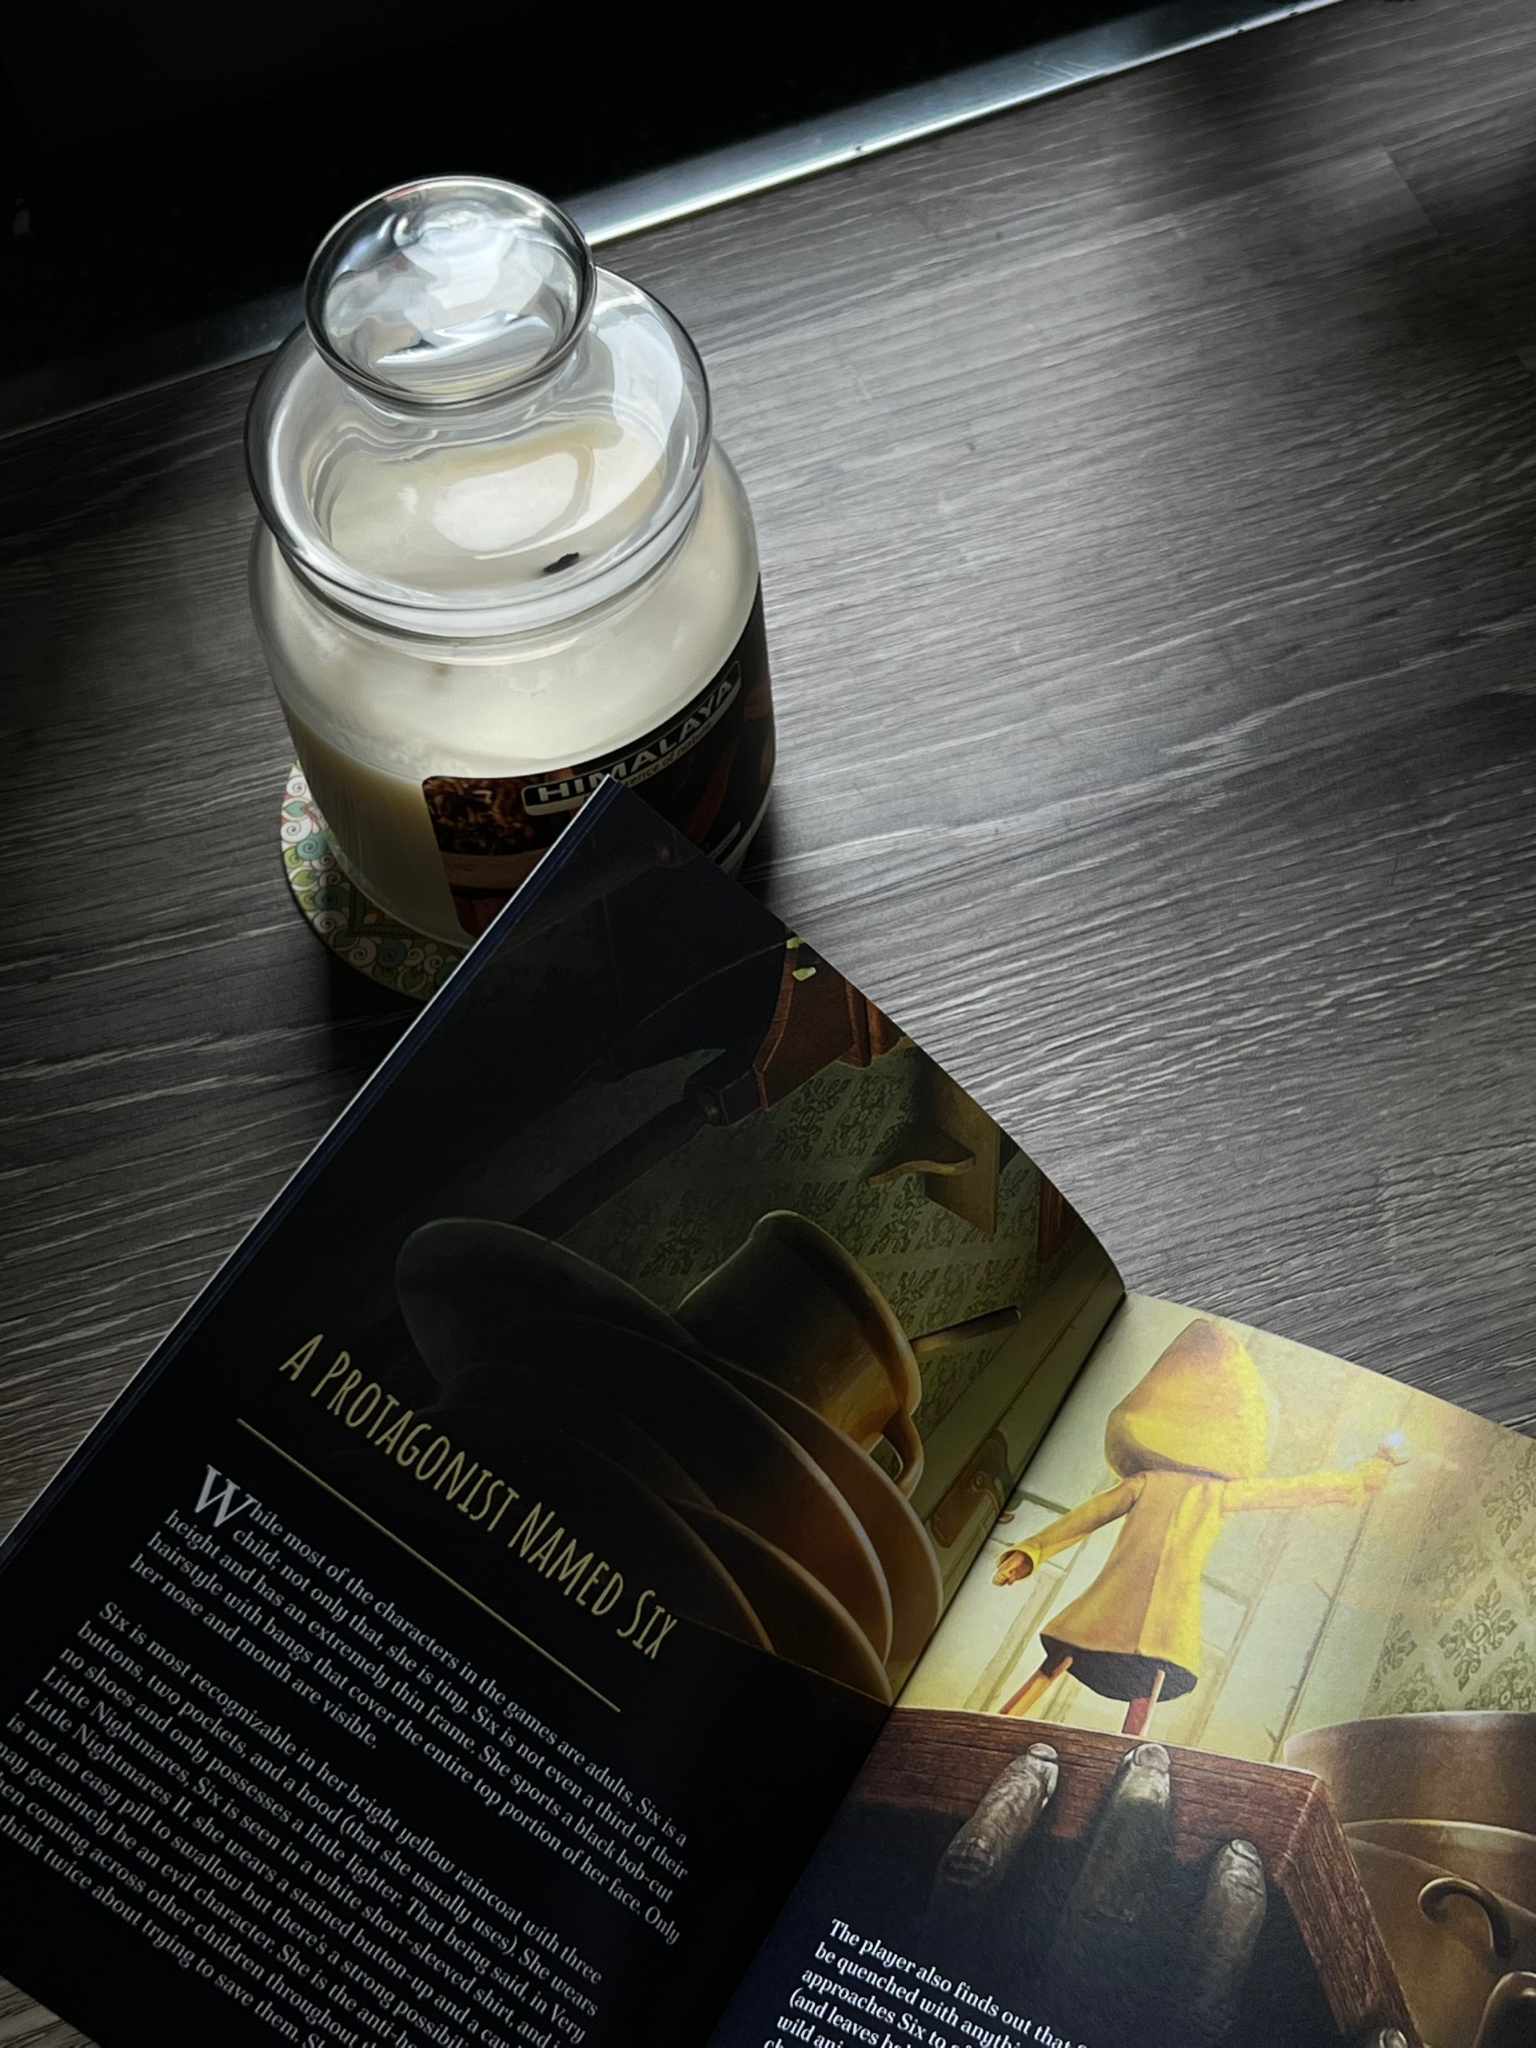 HIMALAYA
A PROTAGONIST NAMED SIX
While most of the characters in the games are adults, Six is a
child; not only that, she is tiny. Six is not even a third of their
height and has an extremely thin frame. She sports a black bob-cut
hairstyle with bangs that cover the entire top portion of her face. Only
her nose and mouth are visible.
Six is most recognizable in her bright yellow raincoat with three
buttons, two pockets, and a hood (that she usually uses). She wears
no shoes and only possesses a little lighter. That being said, in Very
Little Nightmares, Six is seen in a white short-sleeved shirt, and
Little Nightmares II, she wears a stained button-up and a
is not an easy pill to swallow but there's a strong
may genuinely be an evil character. She is the
coming across other children throughout
think twice about trying to save them.
The player also finds out that
be quenched with
approaches Six to
(and leaves
wild